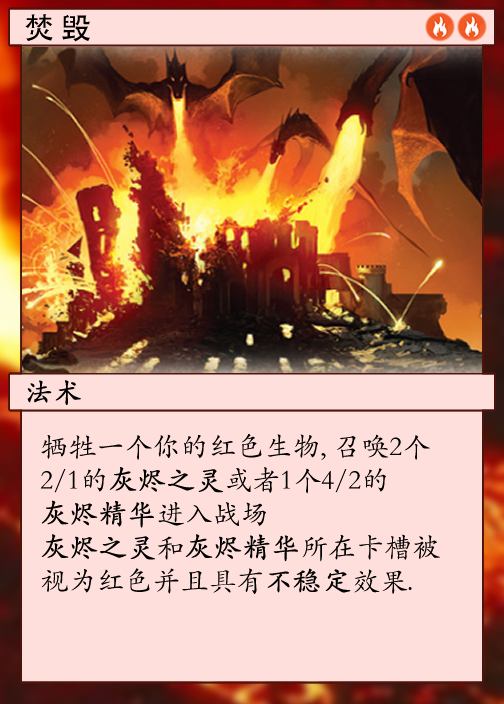 焚毁
法术
牺牲一个你的红色生物, 召唤2个
2/1的灰烬之灵或者1个4/2的
灰烬精华进入战场
灰烬之灵和灰烬精华所在卡槽被
视为红色并且具有不稳定效果.